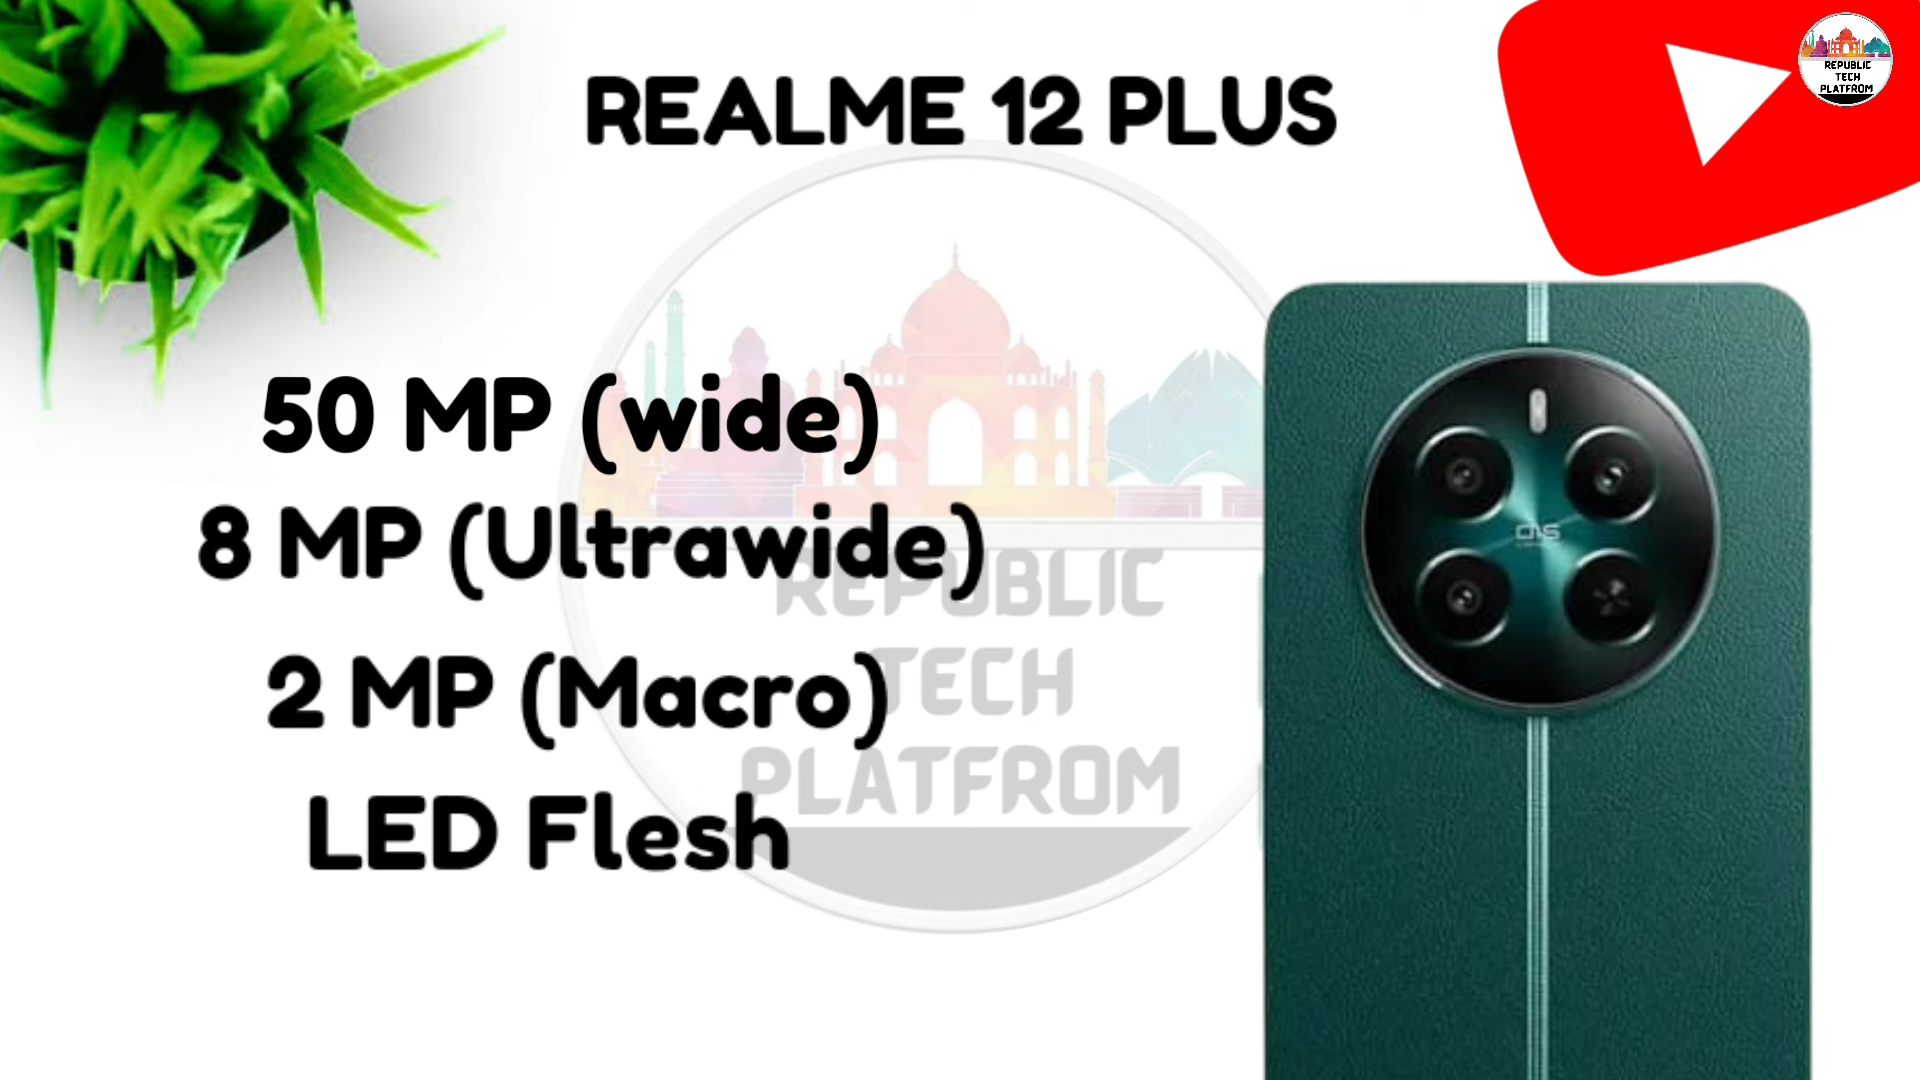 REALME 12 PLUS
REPUBLIC
TECH
PLATFROM
50 MP (wide)
8 MP (Ultrawide)
2 MP (Macro)
LED Flesh
REPUBLIC
TECH
PLATFROM
OIS